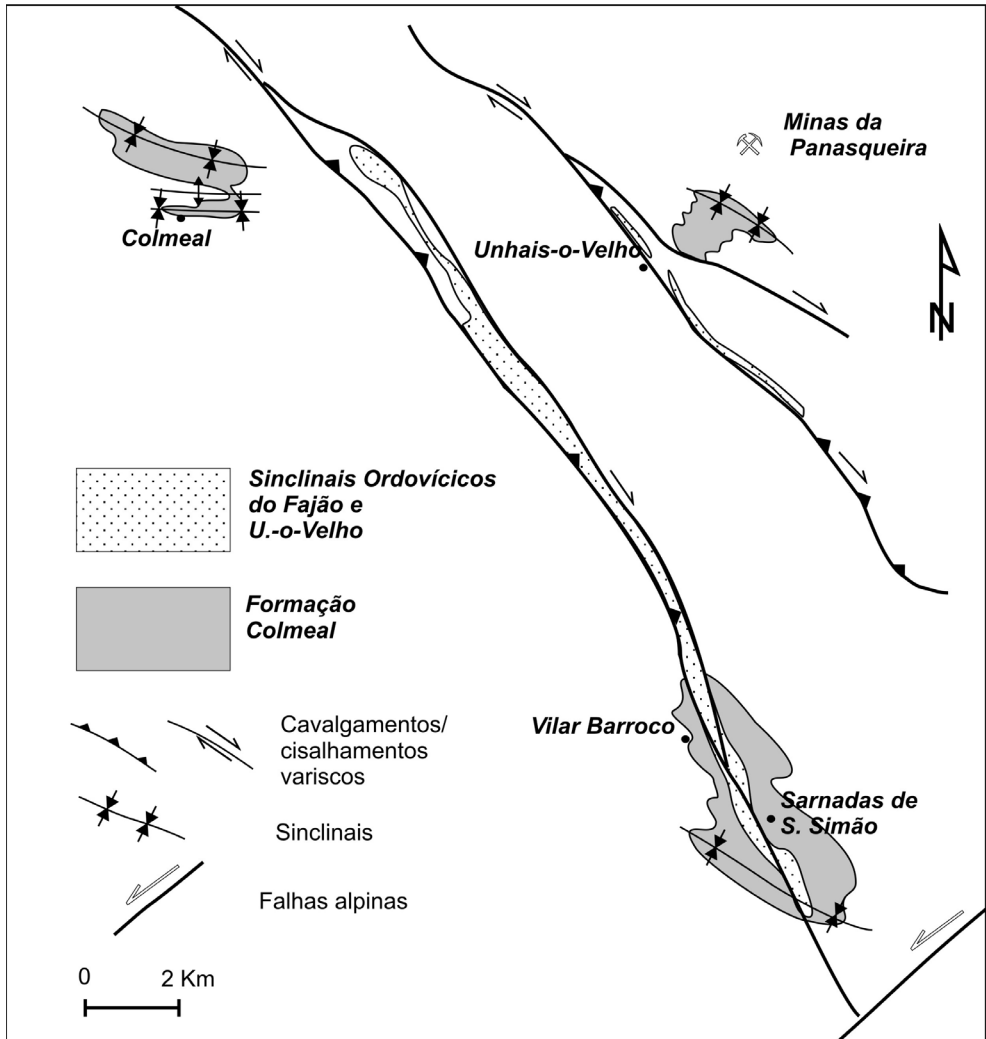 Minas da
Panasqueira
Unhais-o-Velho
Colmeal
N
Sinclinais Ordovícicos
do Fajão e
U.-o-Velho
Formação
Colmeal
Vilar Barroco
Cavalgamentos/
cisalhamentos
variscos
Sarnadas de
S. Simão
Sinclinais
Falhas alpinas
0 2 Km